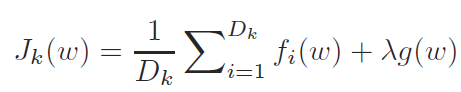 J_k(w) = \frac{1}{D_k} \sum_{i=1}^{D_k} f_i(w) + \lambda g(w)